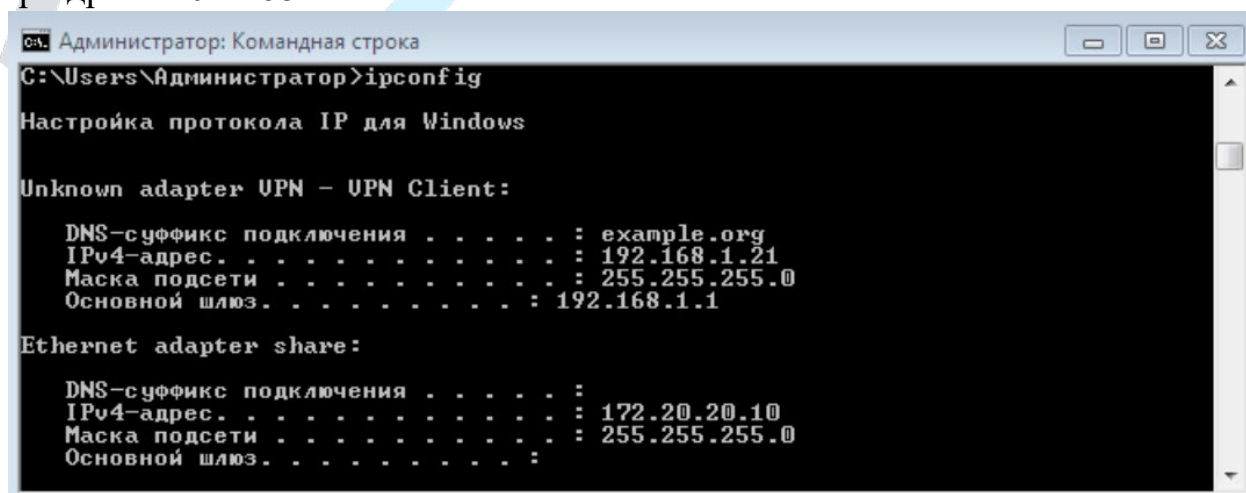 Администратор: Командная строка
C:\Users\Администратор>ipconfig
Настройка протокола IP для Windows
Unknown adapter VPN - VPN Client:
DNS-суффикс подключения . . . . . : example.org
IPv4-адрес. . . . . . . . . . . . : 192.168.1.21
Маска подсети . . . . . . . . . . : 255.255.255.0
Основной шлюз. . . . . . . . . : 192.168.1.1
Ethernet adapter share:
DNS-суффикс подключения . . . . . :
IPv4-адрес. . . . . . . . . . . . : 172.20.20.10
Маска подсети . . . . . . . . . . : 255.255.255.0
Основной шлюз. . . . . . . . . :